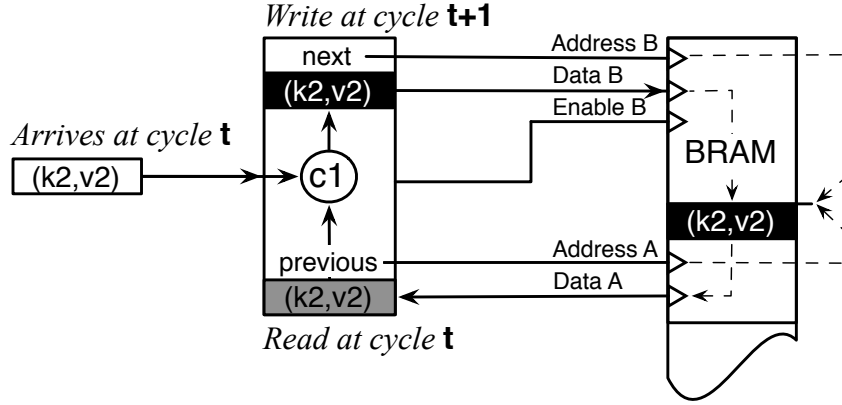 Write at cycle t+1
next
Address B
(k2,v2)
Data B
Enable B
Arrives at cycle t
(k2,v2)
c1
BRAM
(k2,v2)
previous
Address A
(k2,v2)
Data A
Read at cycle t